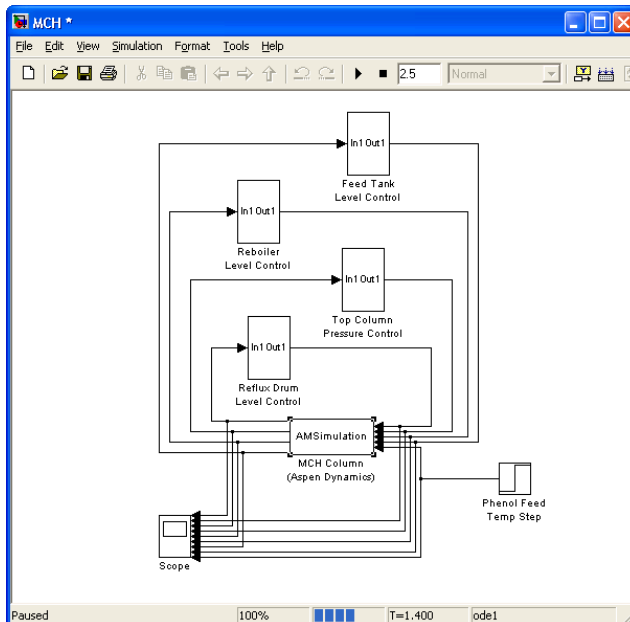 MCH *
File Edit View Simulation Format Tools Help
2.5 Normal
In1 Out1
Feed Tank
Level Control
In1 Out1
Reboiler
Level Control
In1 Out1
Top Column
Pressure Control
In1 Out1
Reflux Drum
Level Control
AMSimulation
MCH Column
(Aspen Dynamics)
Phenol Feed
Temp Step
Scope
Paused 100% T=1.400 ode1